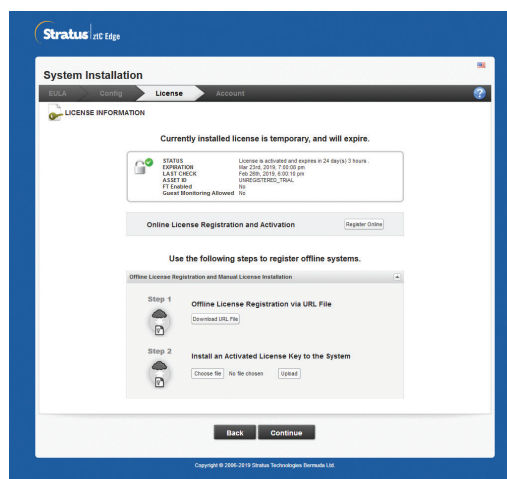 Stratus ztC Edge
System Installation
EULA Config License Account
LICENSE INFORMATION
Currently installed license is temporary, and will expire.
STATUS License is activated and expires in 24 day(s) 3 hours .
EXPIRATION Mar 23rd, 2019, 7:00:00 pm
LAST CHECK Feb 28th, 2019, 6:00:10 pm
ASSET ID UNREGISTERED_TRIAL
FT Enabled No
Guest Monitoring Allowed No
Online License Registration and Activation Register Online
Use the following steps to register offline systems.
Offline License Registration and Manual License Installation
Step 1 Offline License Registration via URL File
Download URL File
Step 2 Install an Activated License Key to the System
Choose file No file chosen Upload
Back Continue
Copyright © 2006-2019 Stratus Technologies Bermuda Ltd.